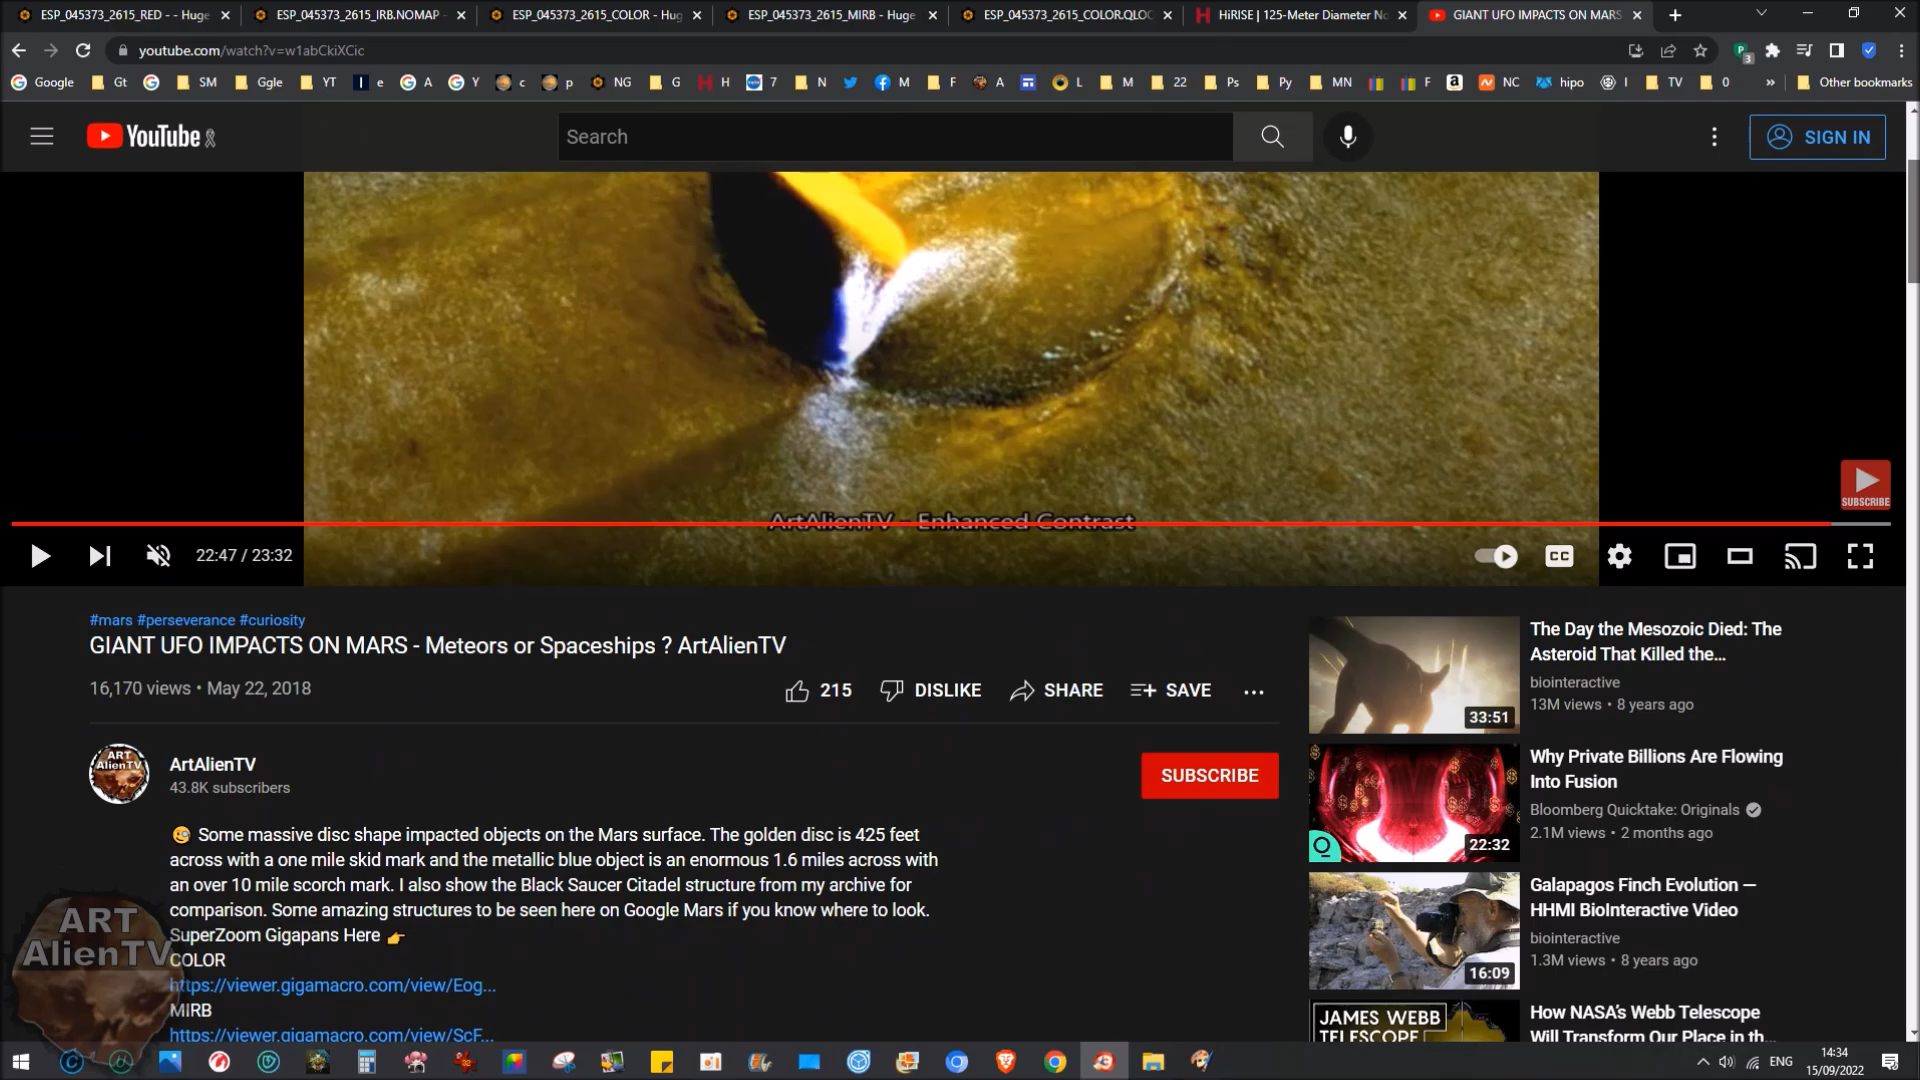 ESP_045373_2615_RED - - Huge
ESP_045373_2615_IRB.NOMAP -
ESP_045373_2615_COLOR - Hug
ESP_045373_2615_MIRB - Huge
ESP_045373_2615_COLOR.QLOC
HiRISE | 125-Meter Diameter No
GIANT UFO IMPACTS ON MARS
youtube.com/watch?v=w1abCkiXCic
3
Google Gt SM Ggle YT e A Y c p NG G H 7 N M F A L M 22 Ps Py MN F NC hipo I TV 0 » Other bookmarks
YouTube
Search
SIGN IN
SUBSCRIBE
ArtAlienTV - Enhanced Contrast
22:47 / 23:32
CC
#mars #perseverance #curiosity
GIANT UFO IMPACTS ON MARS - Meteors or Spaceships ? ArtAlienTV
16,170 views • May 22, 2018
215 DISLIKE SHARE SAVE ...
ART
AlienTV
ArtAlienTV
43.8K subscribers
SUBSCRIBE
Some massive disc shape impacted objects on the Mars surface. The golden disc is 425 feet
across with a one mile skid mark and the metallic blue object is an enormous 1.6 miles across with
an over 10 mile scorch mark. I also show the Black Saucer Citadel structure from my archive for
comparison. Some amazing structures to be seen here on Google Mars if you know where to look.
SuperZoom Gigapans Here
COLOR
https://viewer.gigamacro.com/view/Eog...
MIRB
https://viewer.gigamacro.com/view/ScF...
ART
AlienTV
The Day the Mesozoic Died: The
Asteroid That Killed the...
biointeractive
13M views • 8 years ago
33:51
Why Private Billions Are Flowing
Into Fusion
Bloomberg Quicktake: Originals
2.1M views • 2 months ago
22:32
Galapagos Finch Evolution —
HHMI BioInteractive Video
biointeractive
1.3M views • 8 years ago
16:09
How NASA's Webb Telescope
Will Transform Our Place in th...
JAMES WEBB
TELESCOPE
ENG
14:34
15/09/2022